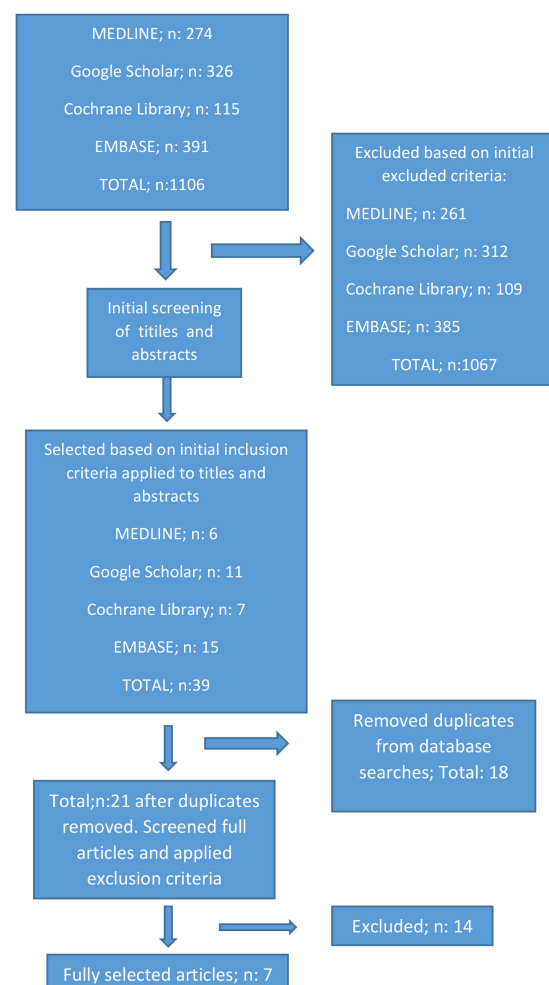 MEDLINE; n: 274
Google Scholar; n: 326
Cochrane Library; n: 115
EMBASE; n: 391
TOTAL; n:1106
Excluded based on initial
excluded criteria:
MEDLINE; n: 261
Google Scholar; n: 312
Cochrane Library; n: 109
EMBASE; n: 385
TOTAL; n:1067
Initial screening
of titiles and
abstracts
Selected based on initial inclusion
criteria applied to titles and
abstracts
MEDLINE; n: 6
Google Scholar; n: 11
Cochrane Library; n: 7
EMBASE; n: 15
TOTAL; n:39
Removed duplicates
from database
searches; Total: 18
Total;n:21 after duplicates
removed. Screened full
articles and applied
exclusion criteria
Excluded; n: 14
Fully selected articles; n: 7